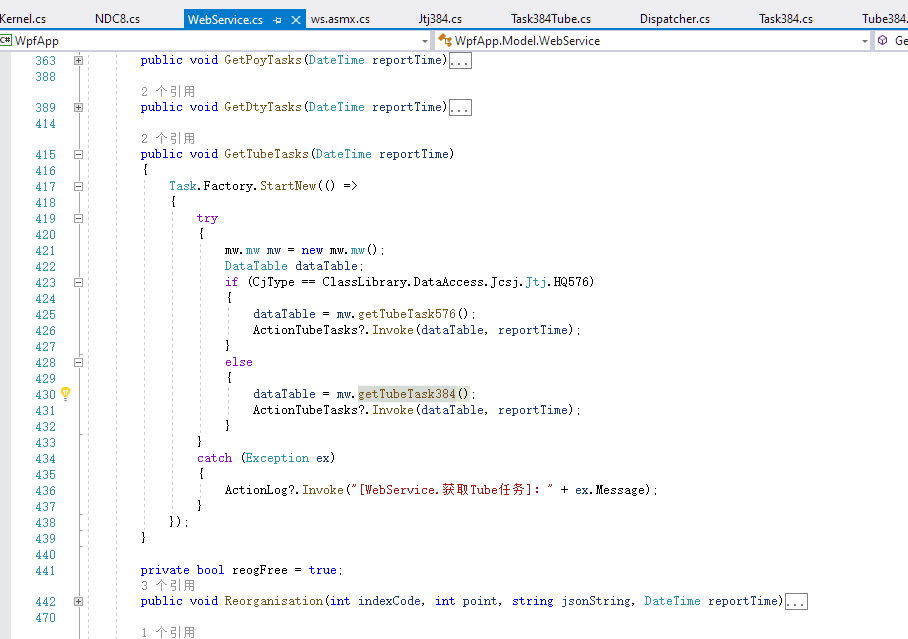 Kernel.cs NDC8.cs WebService.cs ws.asmx.cs Jtj384.cs Task384Tube.cs Dispatcher.cs Task384.cs Tube384.
C# WpfApp WpfApp.Model.WebService Ge
363 public void GetPoyTasks(DateTime reportTime)...
388
2 个引用
389 public void GetDtyTasks(DateTime reportTime)...
414
2 个引用
415 public void GetTubeTasks(DateTime reportTime)
416 {
417 Task.Factory.StartNew(() =>
418 {
419 try
420 {
421 mw.mw mw = new mw.mw();
422 DataTable dataTable;
423 if (CjType == ClassLibrary.DataAccess.Jcsj.Jtj.HQ576)
424 {
425 dataTable = mw.getTubeTask576();
426 ActionTubeTasks?.Invoke(dataTable, reportTime);
427 }
428 else
429 {
430 dataTable = mw.getTubeTask384();
431 ActionTubeTasks?.Invoke(dataTable, reportTime);
432 }
433 }
434 catch (Exception ex)
435 {
436 ActionLog?.Invoke("[WebService.获取Tube任务]: " + ex.Message);
437 }
438 });
439 }
440
441 private bool reogFree = true;
3 个引用
442 public void Reorganisation(int indexCode, int point, string jsonString, DateTime reportTime)...
470
1 个引用